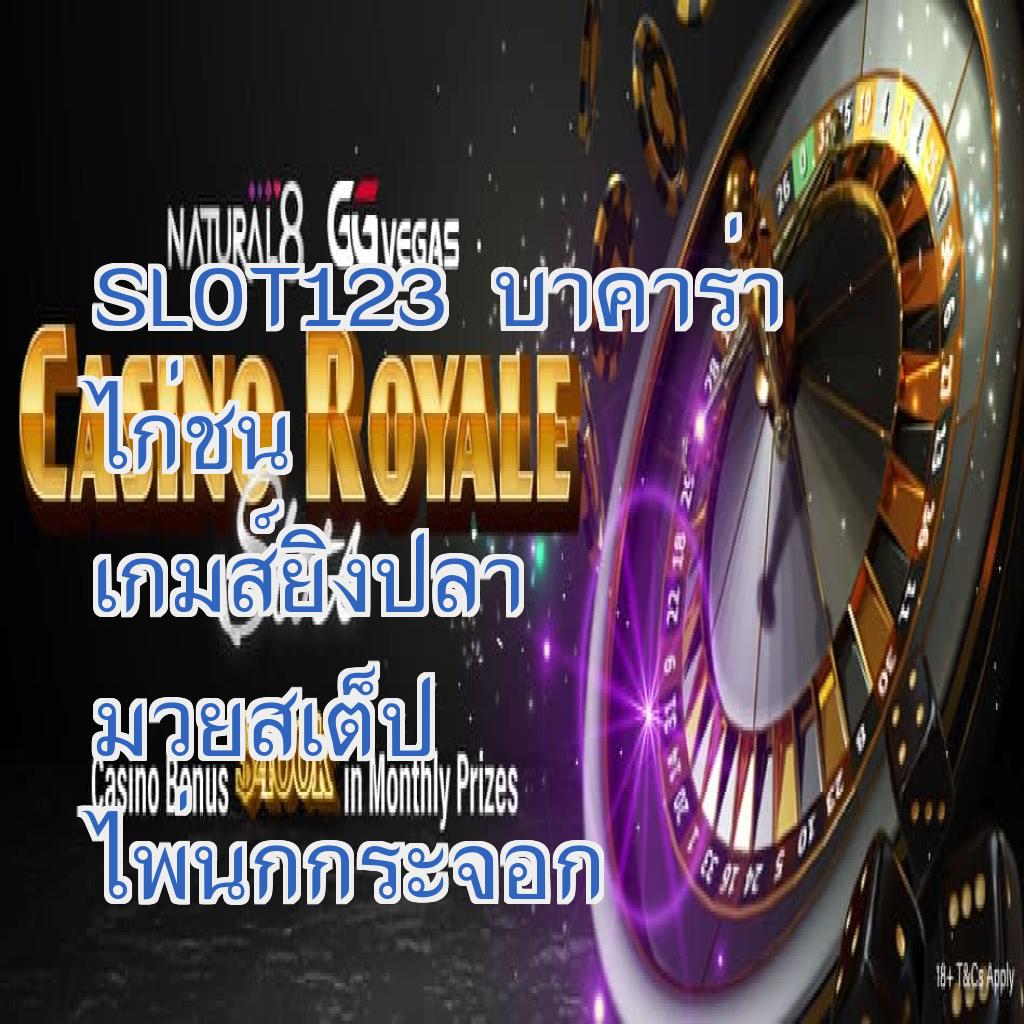 NATURAL8 GGVEGAS
SLOT123 บาคาร่า
CASINO ROYALE
ไก่ชน
เกมส์ยิงปลา
มวยสเต็ป
Casino Bonus $400K in Monthly Prizes
ไพ่นกกระจอก
18+ T&Cs Apply